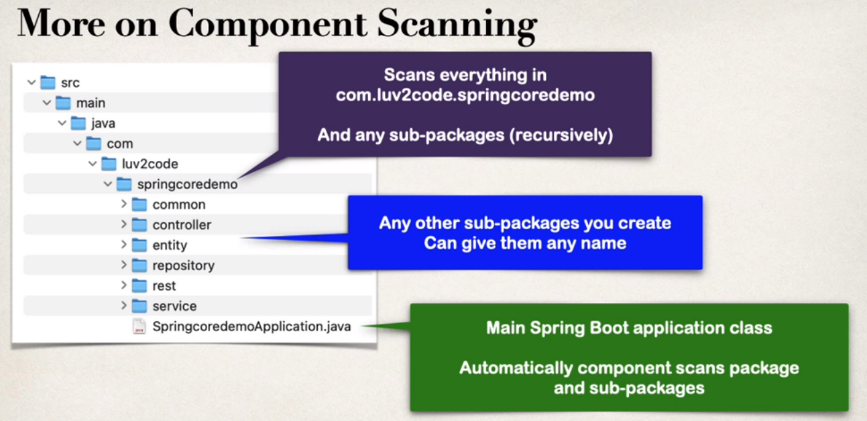 More on Component Scanning
src
main
java
com
luv2code
springcoredemo
common
controller
entity
repository
rest
service
SpringcoredemoApplication.java
Scans everything in
com.luv2code.springcoredemo
And any sub-packages (recursively)
Any other sub-packages you create
Can give them any name
Main Spring Boot application class
Automatically component scans package
and sub-packages